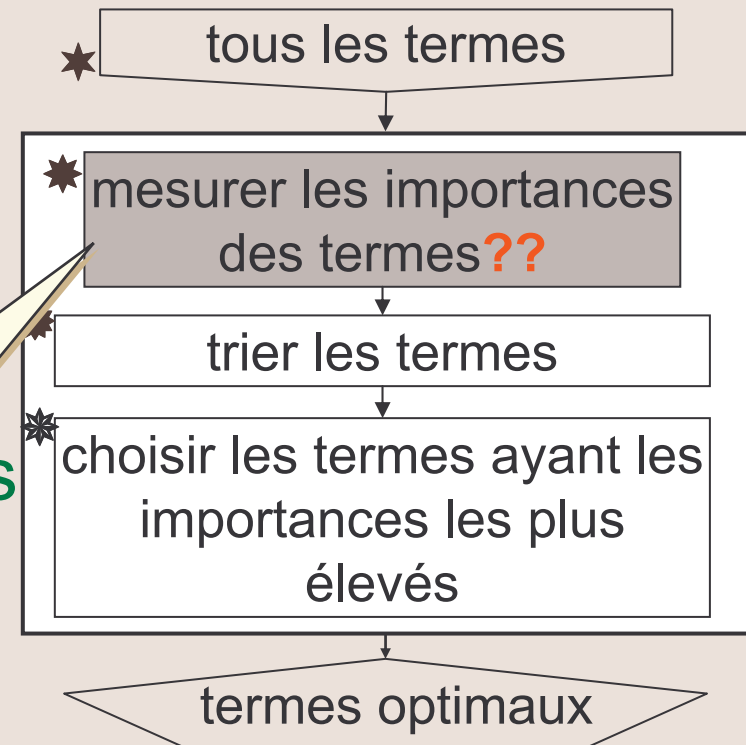 tous les termes
mesurer les importances
des termes??
trier les termes
choisir les termes ayant les
importances les plus
élevés
s
termes optimaux